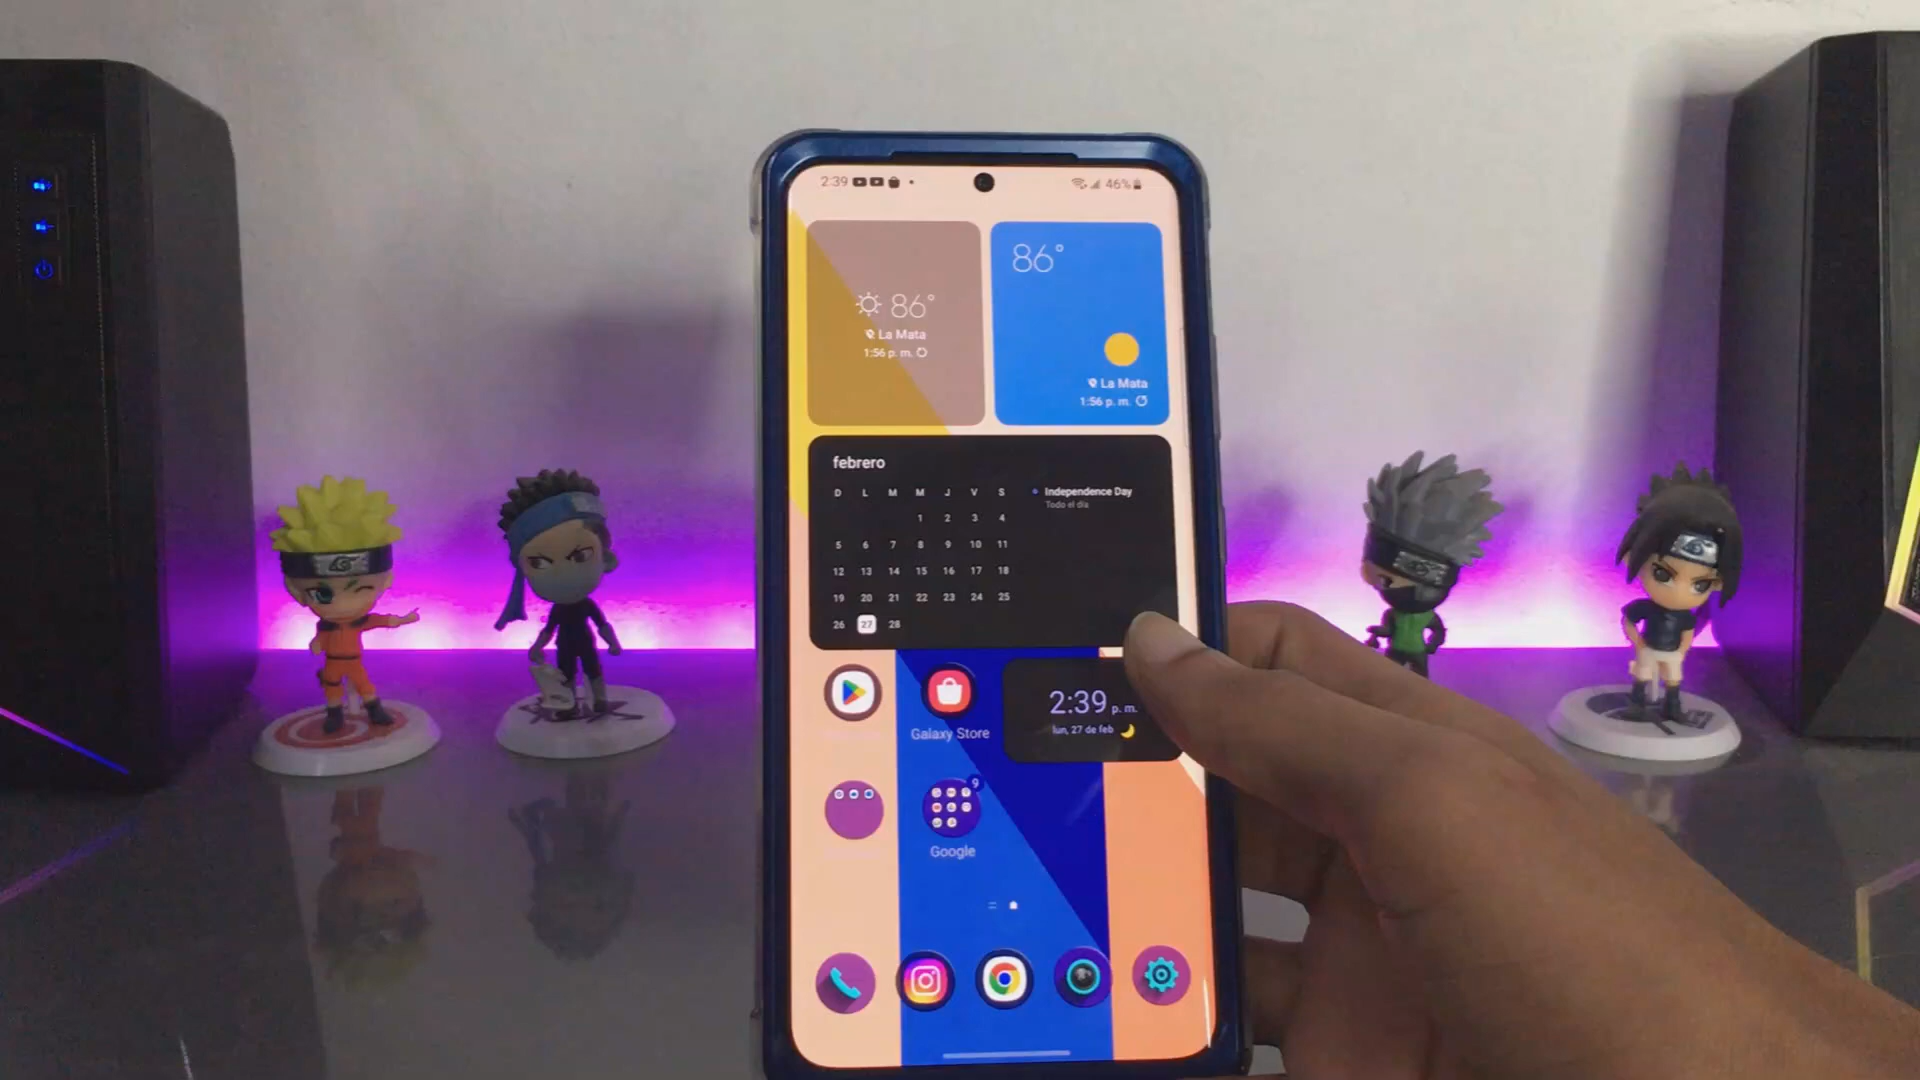 2:39
46%
86°
La Mata
1:56 p. m.
86°
La Mata
1:56 p. m.
febrero
D L M M J V S
1 2 3 4
5 6 7 8 9 10 11
12 13 14 15 16 17 18
19 20 21 22 23 24 25
26 27 28
Independence Day
Todo el día
2:39 p. m.
lun, 27 de feb
Galaxy Store
9
Google